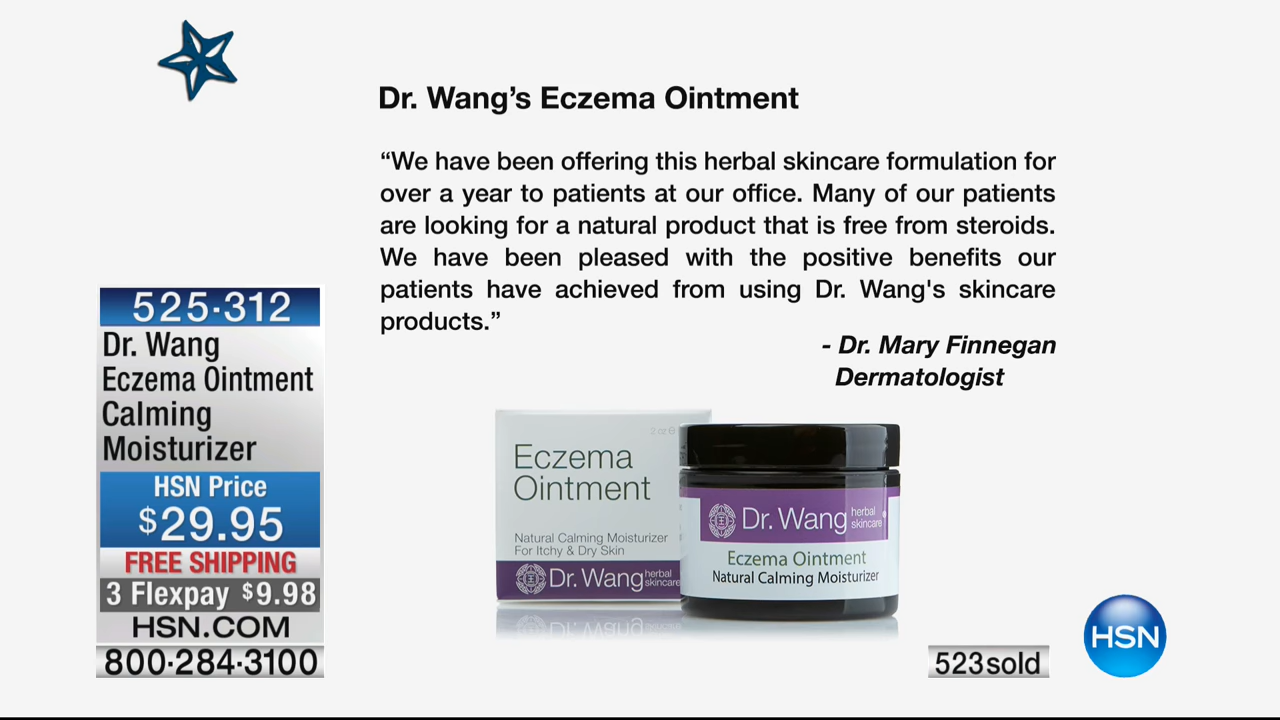 Dr. Wang's Eczema Ointment
“We have been offering this herbal skincare formulation for
over a year to patients at our office. Many of our patients
are looking for a natural product that is free from steroids.
We have been pleased with the positive benefits our
patients have achieved from using Dr. Wang's skincare
products.”
- Dr. Mary Finnegan
Dermatologist
525-312
Dr. Wang
Eczema Ointment
Calming
Moisturizer
HSN Price
$29.95
FREE SHIPPING
3 Flexpay $9.98
HSN.COM
800·284·3100
2 oz ℮
Eczema
Ointment
Natural Calming Moisturizer
For Itchy & Dry Skin
Dr. Wang herbal
skincare
Dr. Wang herbal
skincare
Eczema Ointment
Natural Calming Moisturizer
523sold
HSN